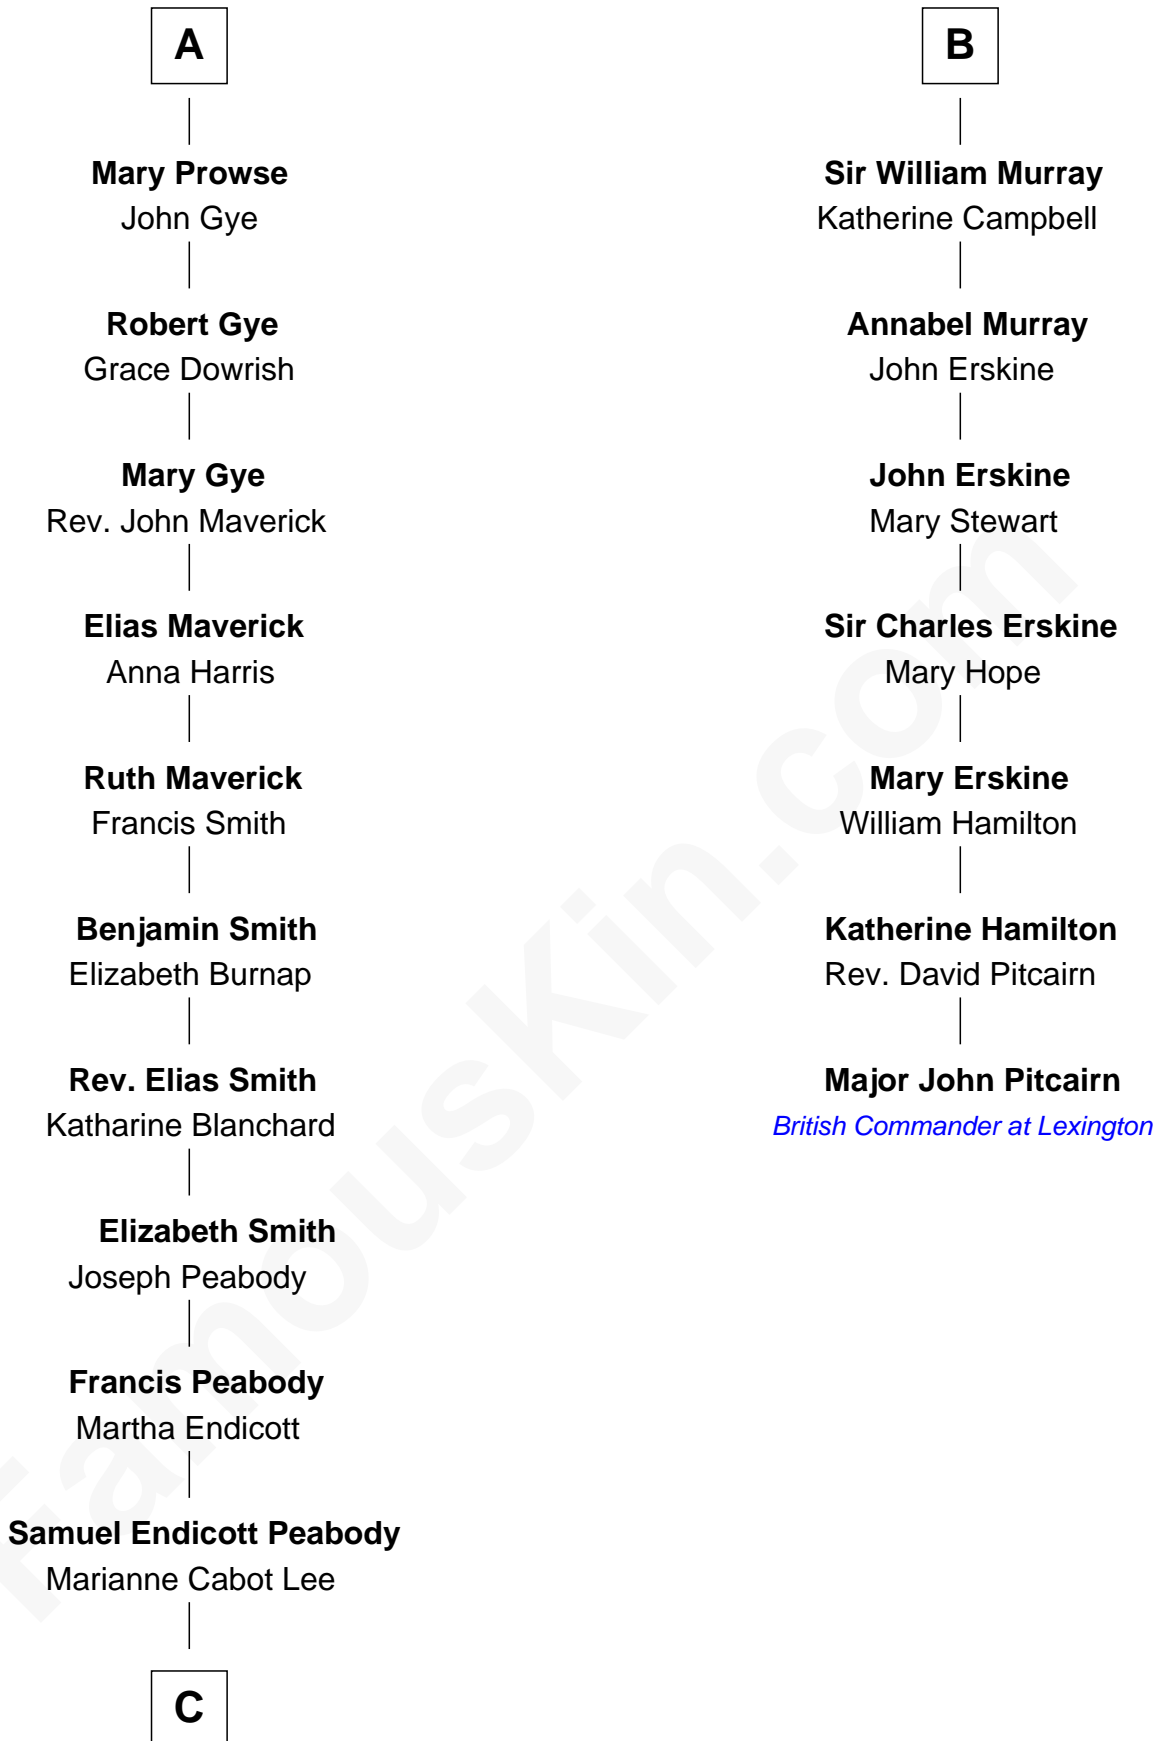 A
Mary Prowse
John Gye
Robert Gye
Grace Dowrish
Mary Gye
Rev. John Maverick
Elias Maverick
Anna Harris
Ruth Maverick
Francis Smith
Benjamin Smith
Elizabeth Burnap
Rev. Elias Smith
Katharine Blanchard
Elizabeth Smith
Joseph Peabody
Francis Peabody
Martha Endicott
Samuel Endicott Peabody
Marianne Cabot Lee
C
B
Sir William Murray
Katherine Campbell
Annabel Murray
John Erskine
John Erskine
Mary Stewart
Sir Charles Erskine
Mary Hope
Mary Erskine
William Hamilton
Katherine Hamilton
Rev. David Pitcairn
Major John Pitcairn
British Commander at Lexington
famouskin.com